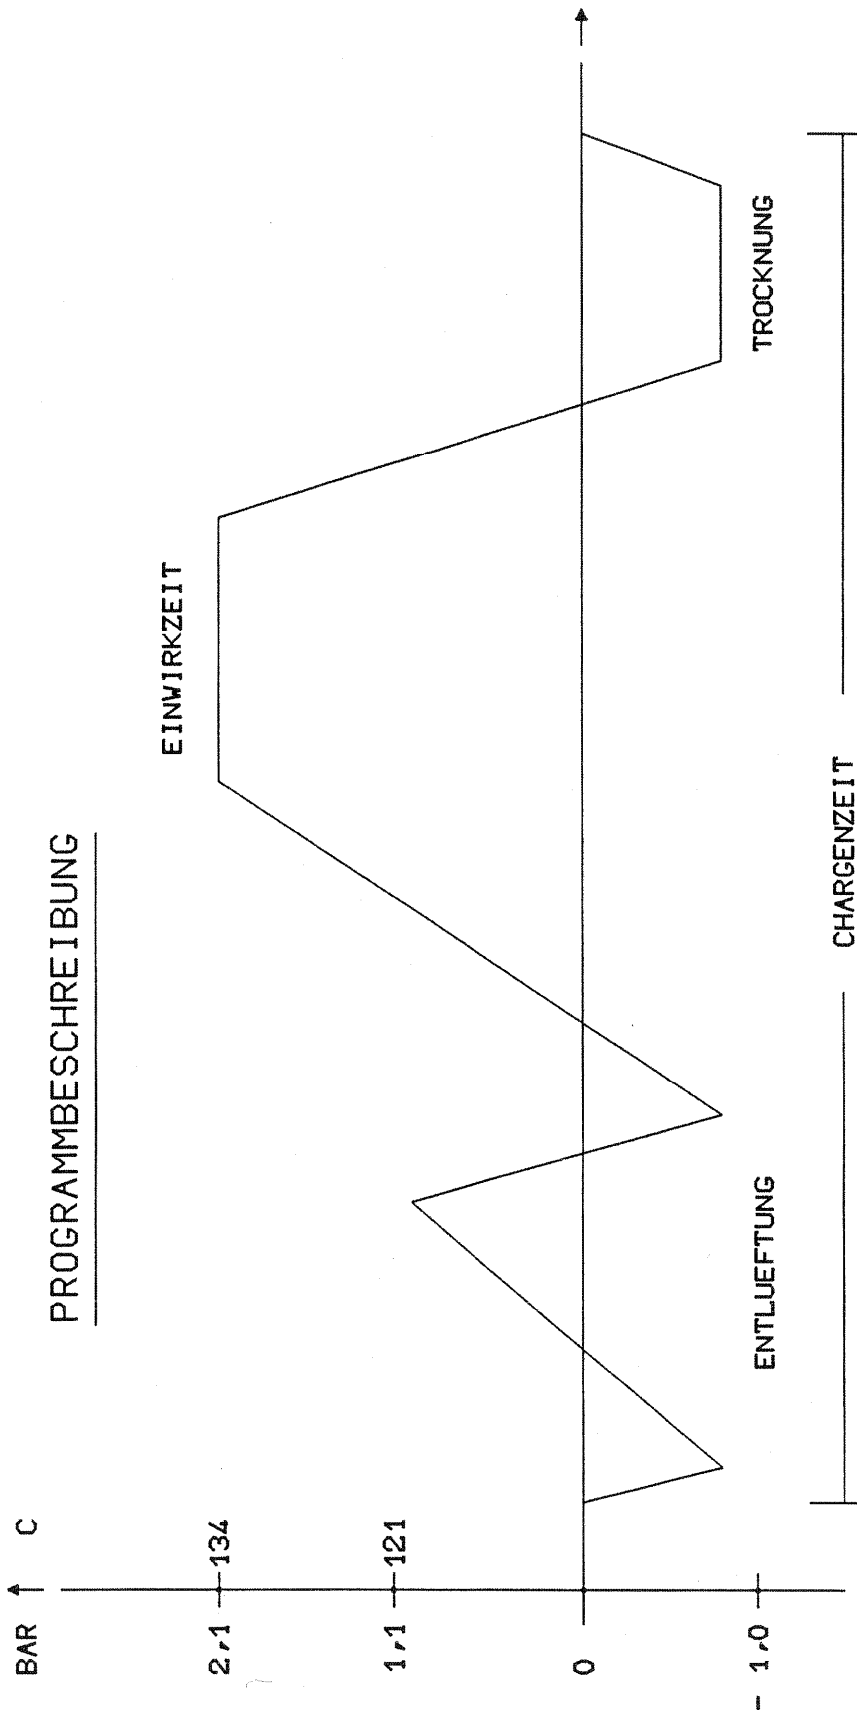 PROGRAMMBESCHREIBUNG
BAR C
2,1 134
1,1 121
0
- 1,0
EINWIRKZEIT
ENTLUEFTUNG
TROCKNUNG
CHARGENZEIT